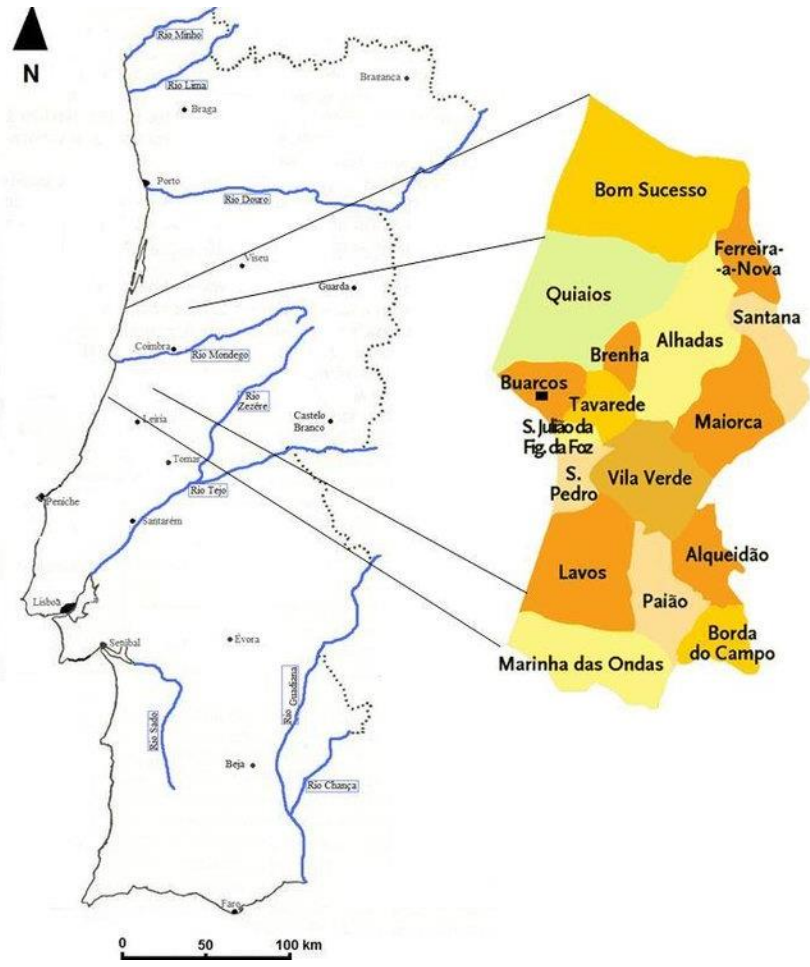 N
Rio Minho
Rio Lima
Bragança
Braga
Porto
Rio Douro
Viseu
Guarda
Coimbra
Rio Mondego
Rio
Zezére
Castelo
Branco
Leiria
Tomar
Rio Tejo
Peniche
Santarém
Lisboa
Setúbal
Évora
Rio Sado
Rio Guadiana
Beja
Rio Chança
Faro
0 50 100 km
Bom Sucesso
Ferreira-
-a-Nova
Quiaios
Santana
Alhadas
Brenha
Buarcos
Tavarede
Maiorca
S. Julião da
Fig. da Foz
S.
Pedro
Vila Verde
Lavos
Alqueidão
Paião
Borda
do Campo
Marinha das Ondas